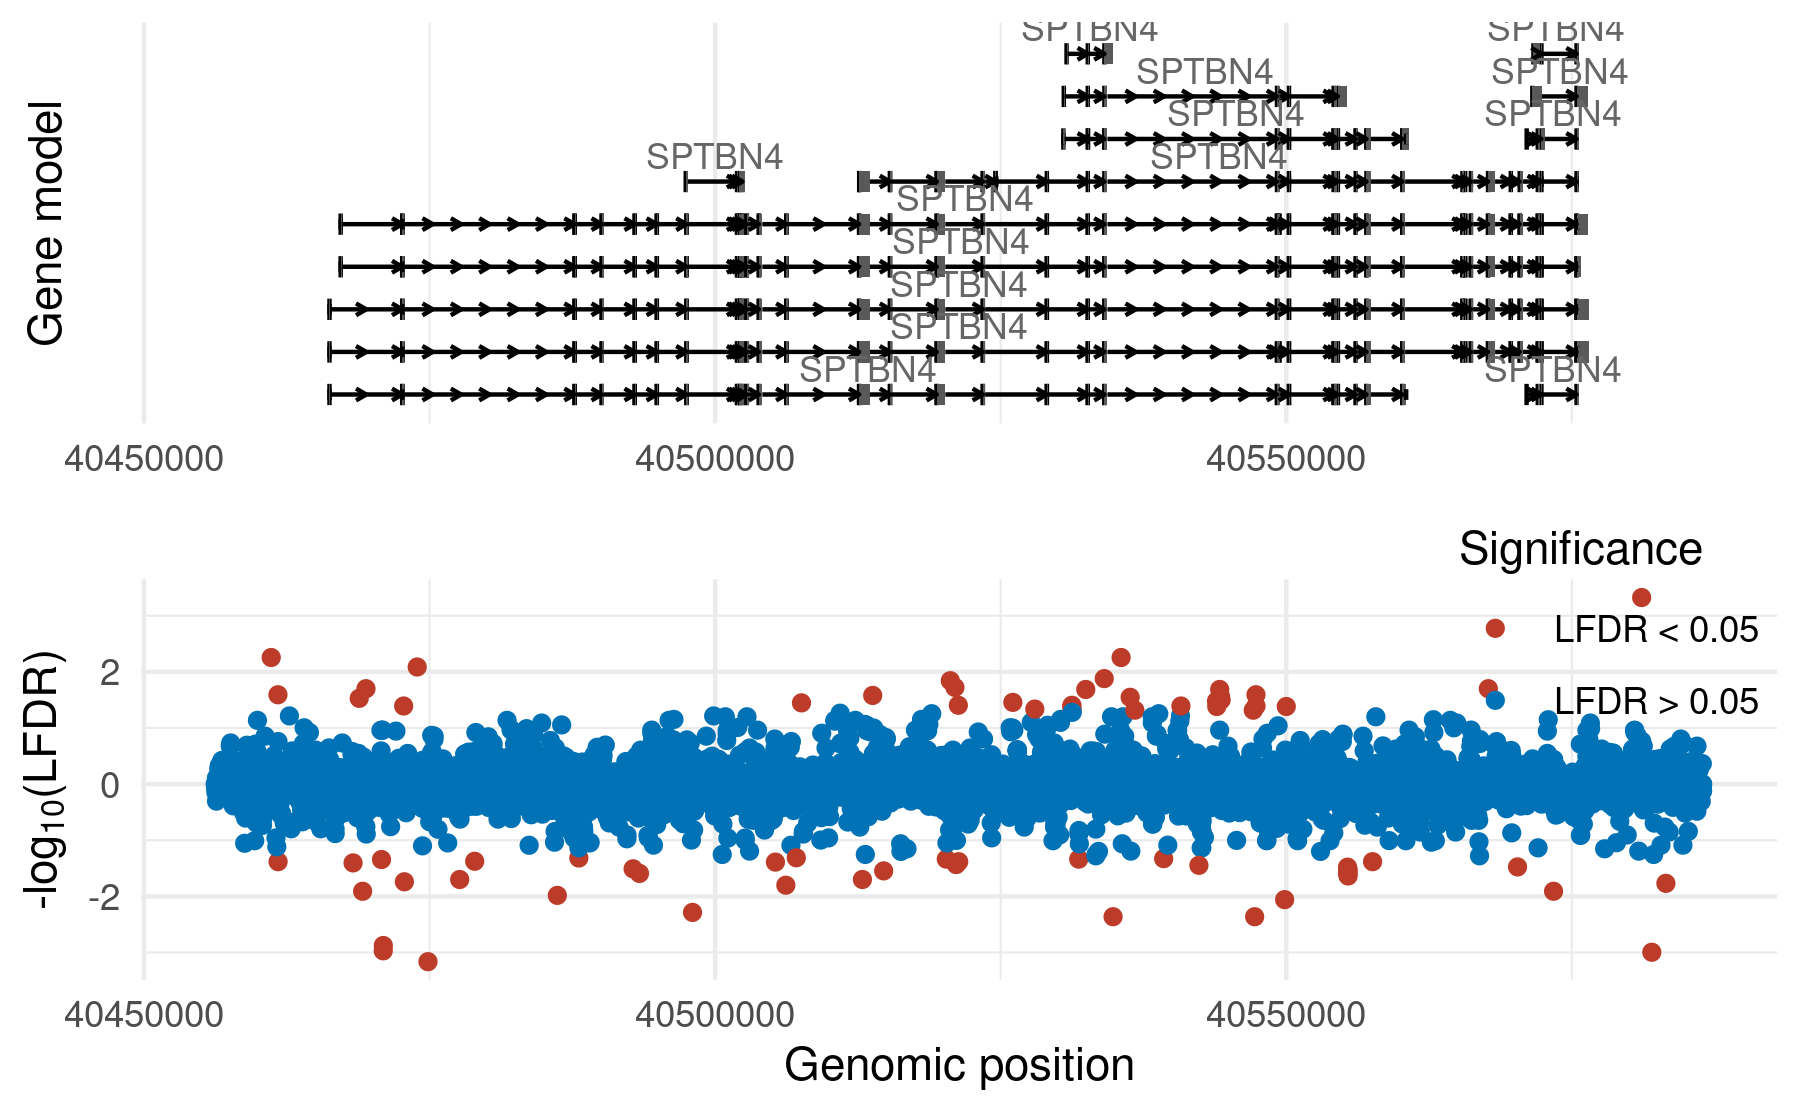 SPTBN4 SPTBN4
SPTBN4 SPTBN4
SPTBN4 SPTBN4
SPTBN4 SPTBN4
SPTBN4
SPTBN4
SPTBN4
SPTBN4
SPTBN4 SPTBN4
Gene model
40450000 40500000 40550000
Significance
LFDR < 0.05
LFDR > 0.05
2
0
-2
-log10(LFDR)
40450000 40500000 40550000
Genomic position